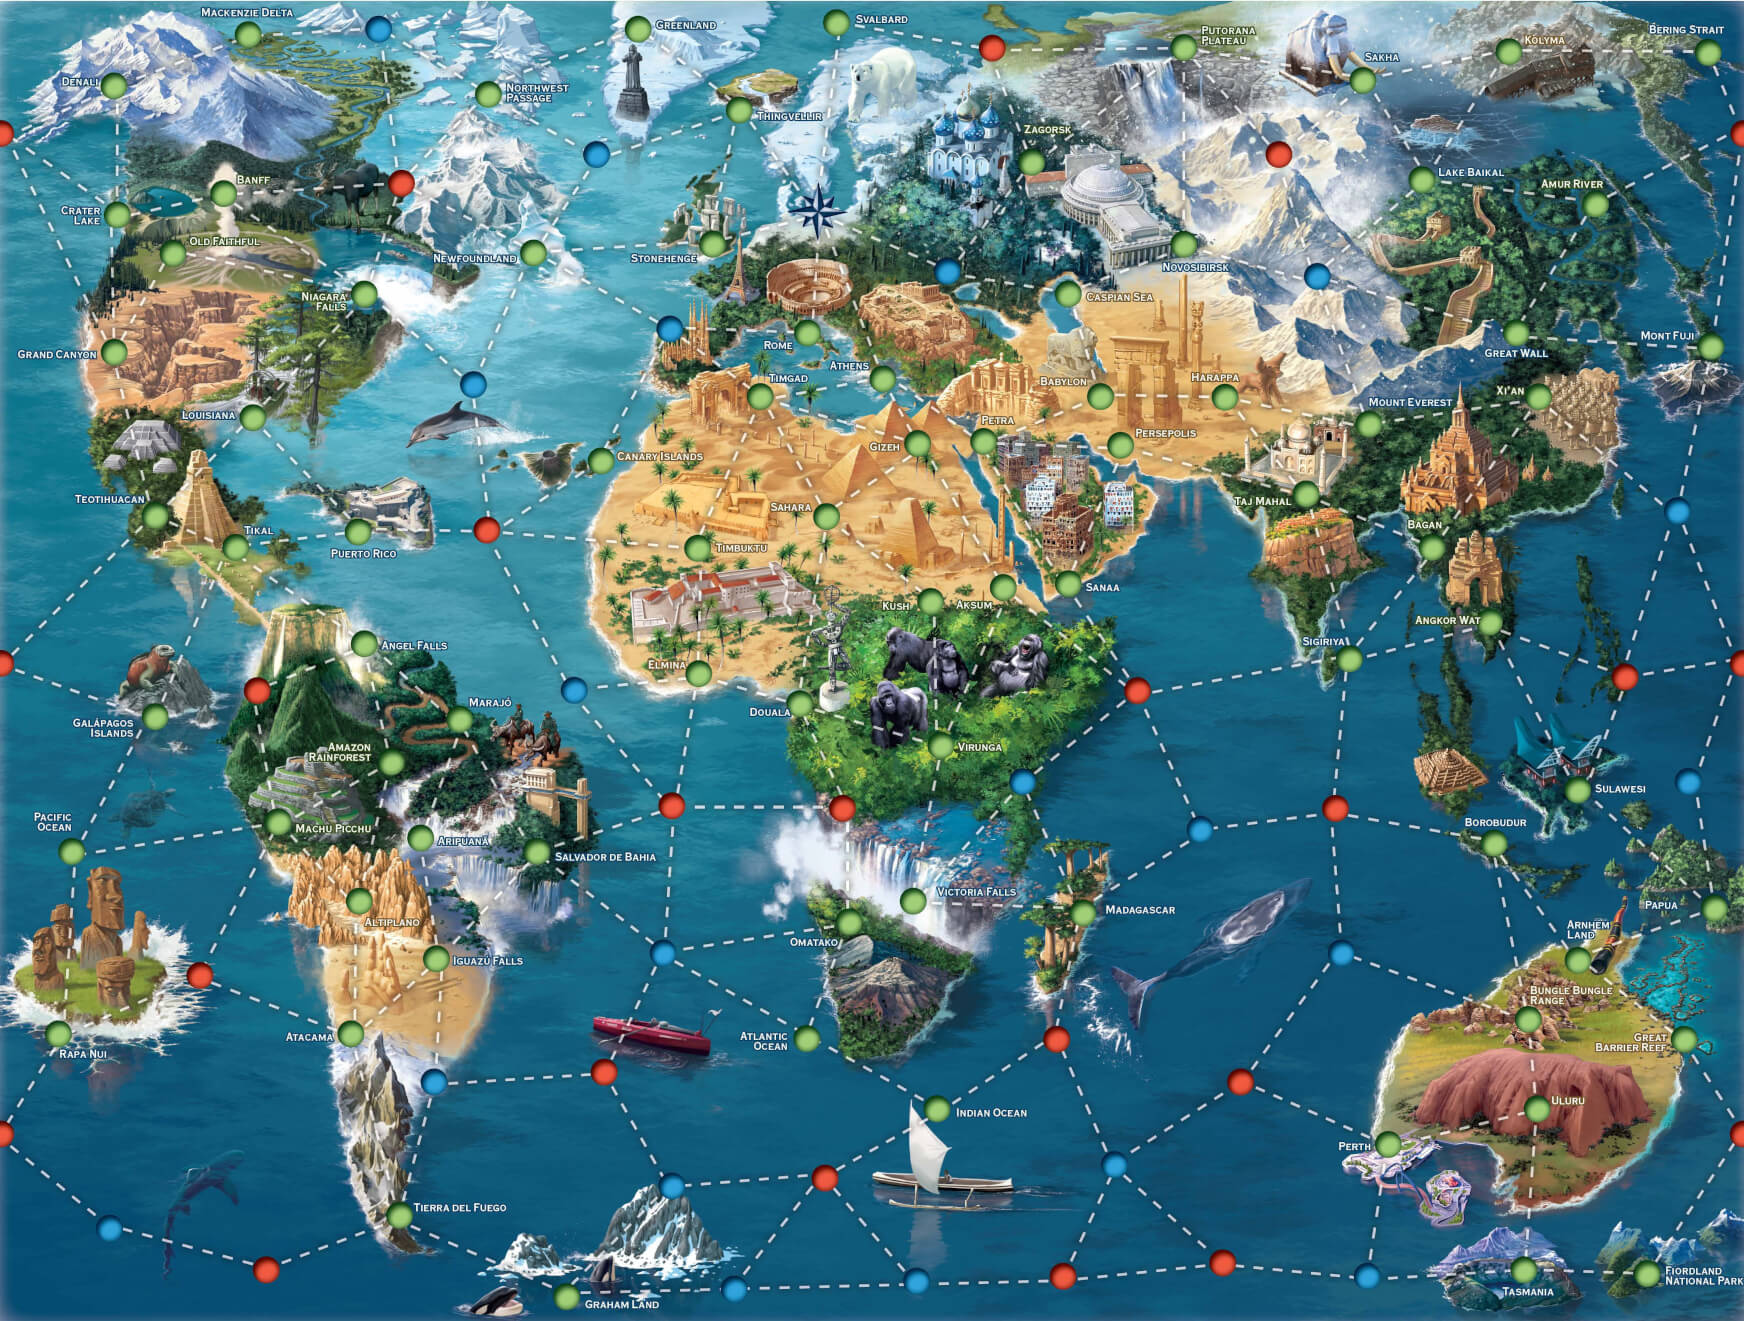 MACKENZIE DELTA
GREENLAND
SVALBARD
PUTORANA
PLATEAU
SAKHA
KOLYMA
BERING STRAIT
DENALI
NORTHWEST
PASSAGE
THINGVELLIR
ZAGORSK
LAKE BAIKAL
AMUR RIVER
BANFF
CRATER
LAKE
OLD FAITHFUL
NEWFOUNDLAND
STONEHENGE
NOVOSIBIRSK
NIAGARA
FALLS
CASPIAN SEA
GRAND CANYON
ROME
ATHENS
GREAT WALL
MONT FUJI
TIMGAD
BABYLON
HARAPPA
MOUNT EVEREST
XI'AN
LOUISIANA
PETRA
PERSEPOLIS
GIZEH
CANARY ISLANDS
TEOTIHUACAN
TAJ MAHAL
SAHARA
TIKAL
PUERTO RICO
TIMBUKTU
BAGAN
SANAA
KUSH
AKSUM
ANGKOR WAT
ANGEL FALLS
ELMINA
SIGIRIYA
GALÁPAGOS
ISLANDS
MARAJÓ
DOUALA
VIRUNGA
AMAZON
RAINFOREST
SULAWESI
PACIFIC
OCEAN
MACHU PICCHU
ARIPUANÃ
SALVADOR DE BAHIA
BOROBUDUR
VICTORIA FALLS
MADAGASCAR
PAPUA
ALTIPLANO
OMATAKO
ARNHEM
LAND
IGUAZÚ FALLS
BUNGLE BUNGLE
RANGE
RAPA NUI
ATACAMA
ATLANTIC
OCEAN
GREAT
BARRIER REEF
INDIAN OCEAN
ULURU
PERTH
TIERRA DEL FUEGO
GRAHAM LAND
TASMANIA
FIORDLAND
NATIONAL PARK